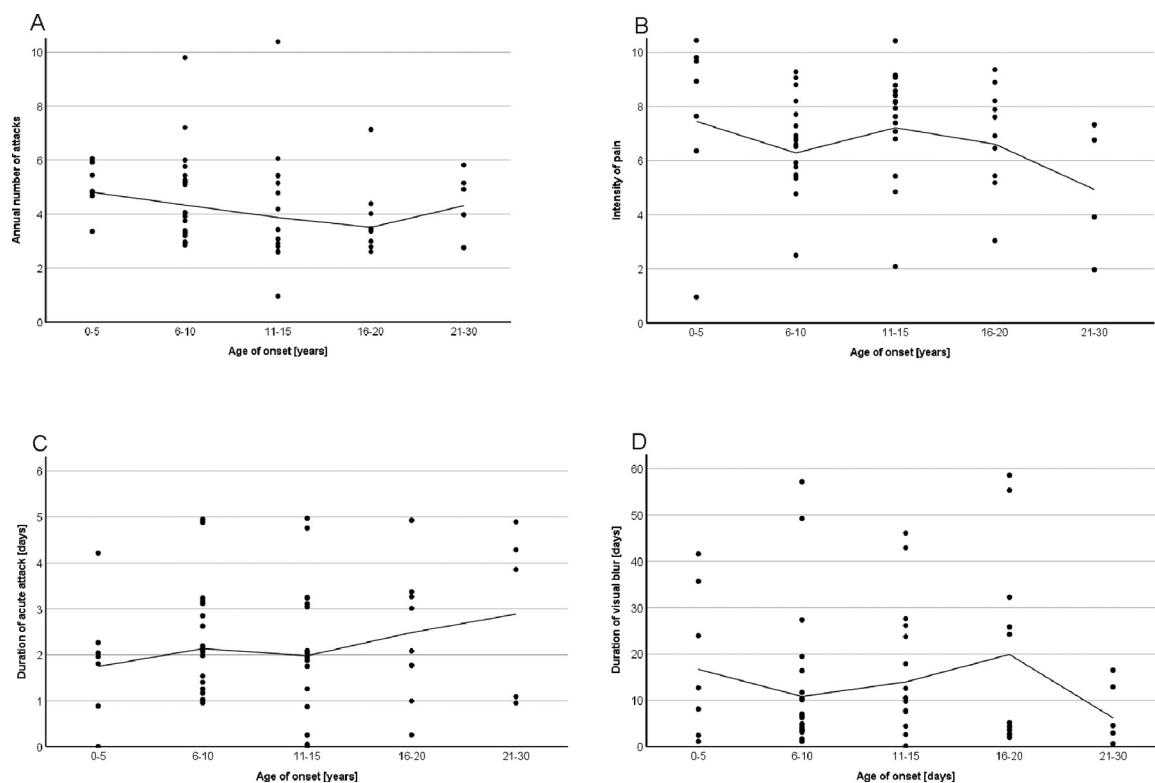 A
10
8
6
4
2
0
Annual number of attacks
0-5 6-10 11-15 16-20 21-30
Age of onset [years]
B
10
8
6
4
2
0
Intensity of pain
0-5 6-10 11-15 16-20 21-30
Age of onset [years]
C
6
5
4
3
2
1
0
Duration of acute attack [days]
0-5 6-10 11-15 16-20 21-30
Age of onset [years]
D
60
50
40
30
20
10
0
Duration of visual blur [days]
0-5 6-10 11-15 16-20 21-30
Age of onset [days]